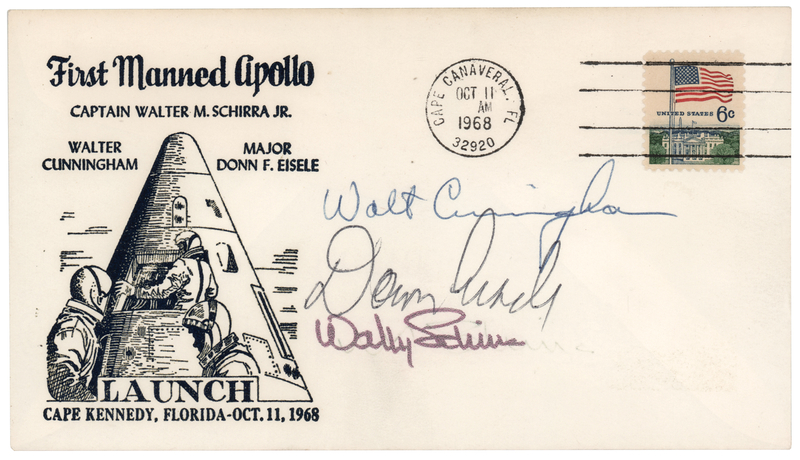 First Manned Apollo
CAPTAIN WALTER M. SCHIRRA JR.
WALTER CUNNINGHAM
MAJOR DONN F. EISELE
LAUNCH
CAPE KENNEDY, FLORIDA-OCT. 11, 1968
CAPE CANAVERAL, FL
OCT 11
AM
1968
32920
UNITED STATES 6c
Walt Cunningham
Donn Eisele
Wally Schirra